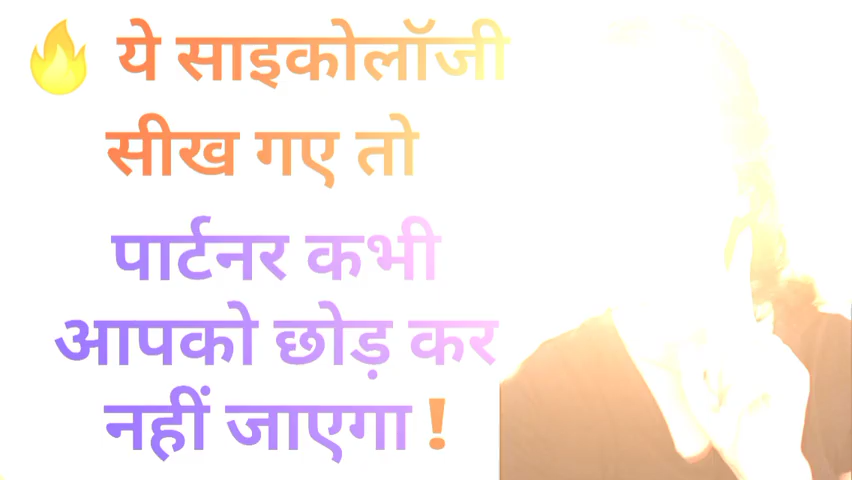 🔥 ये साइकोलॉजी
सीख गए तो
पार्टनर कभी
आपको छोड़ कर
नहीं जाएगा !